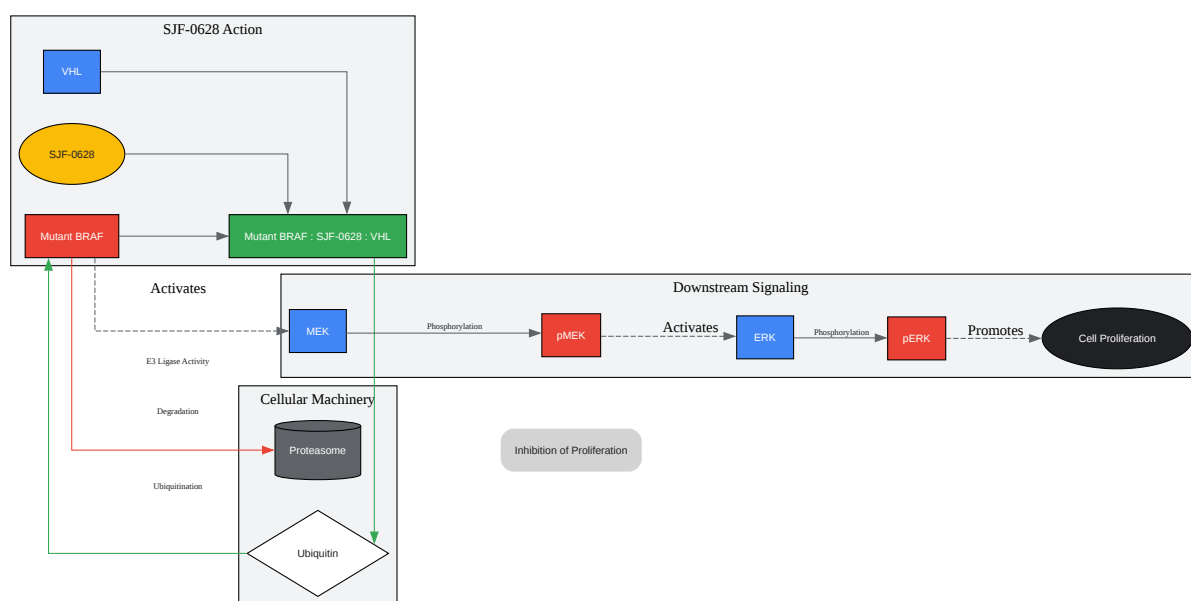 SJF-0628 Action
VHL
SJF-0628
Mutant BRAF
Mutant BRAF : SJF-0628 : VHL
Activates
Downstream Signaling
MEK
Phosphorylation
pMEK
Activates
ERK
Phosphorylation
pERK
Promotes
Cell Proliferation
E3 Ligase Activity
Cellular Machinery
Degradation
Proteasome
Inhibition of Proliferation
Ubiquitination
Ubiquitin